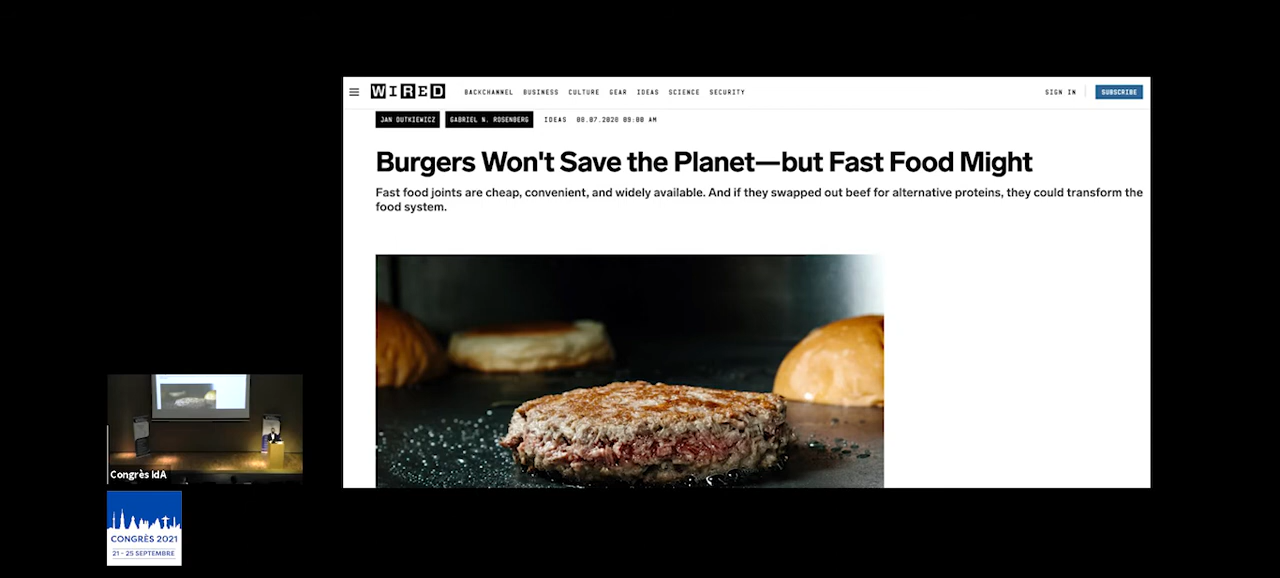 WIRED
BACKCHANNEL BUSINESS CULTURE GEAR IDEAS SCIENCE SECURITY
SIGN IN
SUBSCRIBE
JAN DUTKIEWICZ GABRIEL N. ROSENBERG IDEAS 08.07.2020 09:00 AM
Burgers Won't Save the Planet—but Fast Food Might
Fast food joints are cheap, convenient, and widely available. And if they swapped out beef for alternative proteins, they could transform the
food system.
Congrès IdA
CONGRÈS 2021
21 - 25 SEPTEMBRE